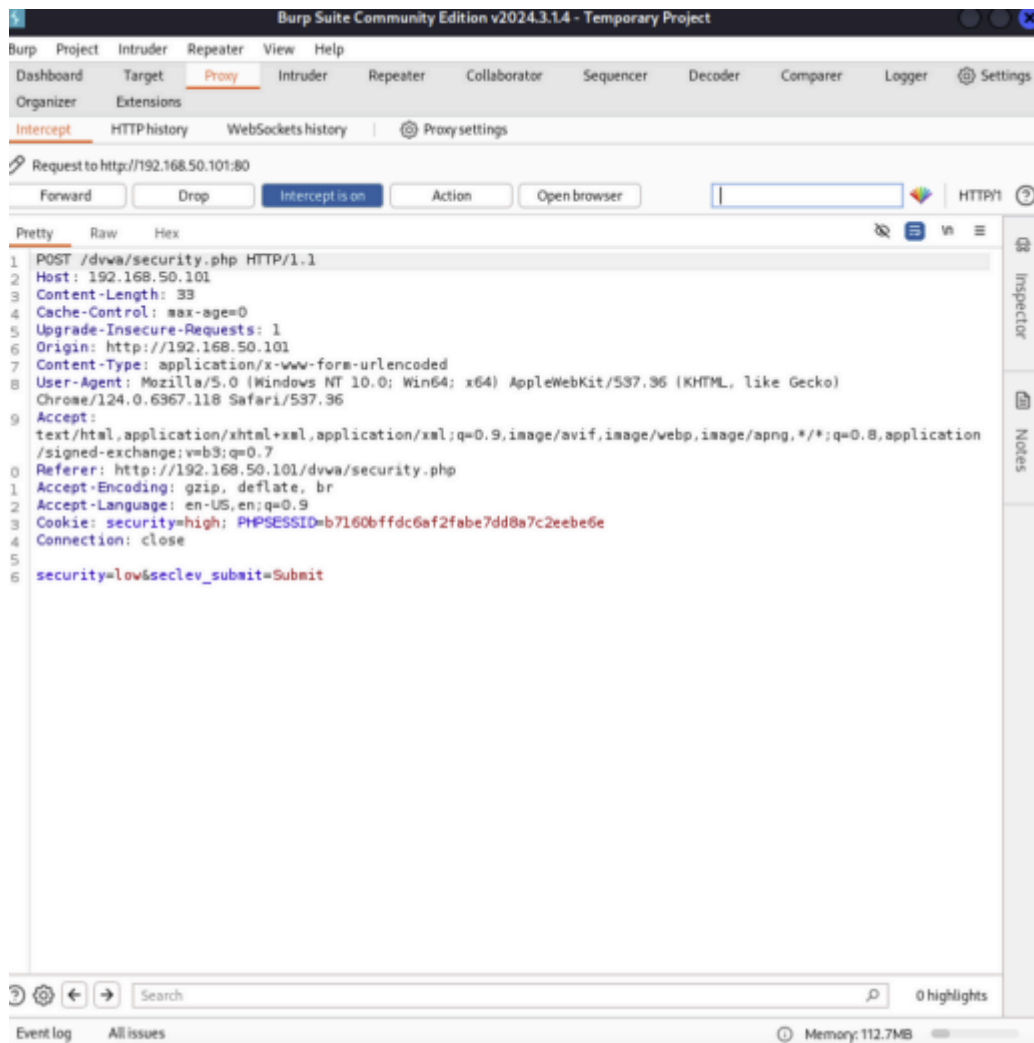 Burp Suite Community Edition v2024.3.1.4 - Temporary Project
Burp Project Intruder Repeater View Help
Dashboard Target Proxy Intruder Repeater Collaborator Sequencer Decoder Comparer Logger Settings
Organizer Extensions
Intercept HTTP history WebSockets history Proxy settings
Request to http://192.168.50.101:80
Forward Drop Intercept is on Action Open browser HTTP/1
Pretty Raw Hex \n
1 POST /dvwa/security.php HTTP/1.1
2 Host: 192.168.50.101
3 Content-Length: 33
4 Cache-Control: max-age=0
5 Upgrade-Insecure-Requests: 1
6 Origin: http://192.168.50.101
7 Content-Type: application/x-www-form-urlencoded
8 User-Agent: Mozilla/5.0 (Windows NT 10.0; Win64; x64) AppleWebKit/537.36 (KHTML, like Gecko)
Chrome/124.0.6367.118 Safari/537.36
9 Accept:
text/html,application/xhtml+xml,application/xml;q=0.9,image/avif,image/webp,image/apng,*/*;q=0.8,application
/signed-exchange;v=b3;q=0.7
0 Referer: http://192.168.50.101/dvwa/security.php
1 Accept-Encoding: gzip, deflate, br
2 Accept-Language: en-US,en;q=0.9
3 Cookie: security=high; PHPSESSID=b7160bffdc6af2fabe7dd8a7c2eebe6e
4 Connection: close
5
6 security=low&seclev_submit=Submit
Inspector
Notes
Search 0 highlights
Event log All issues Memory: 112.7MB